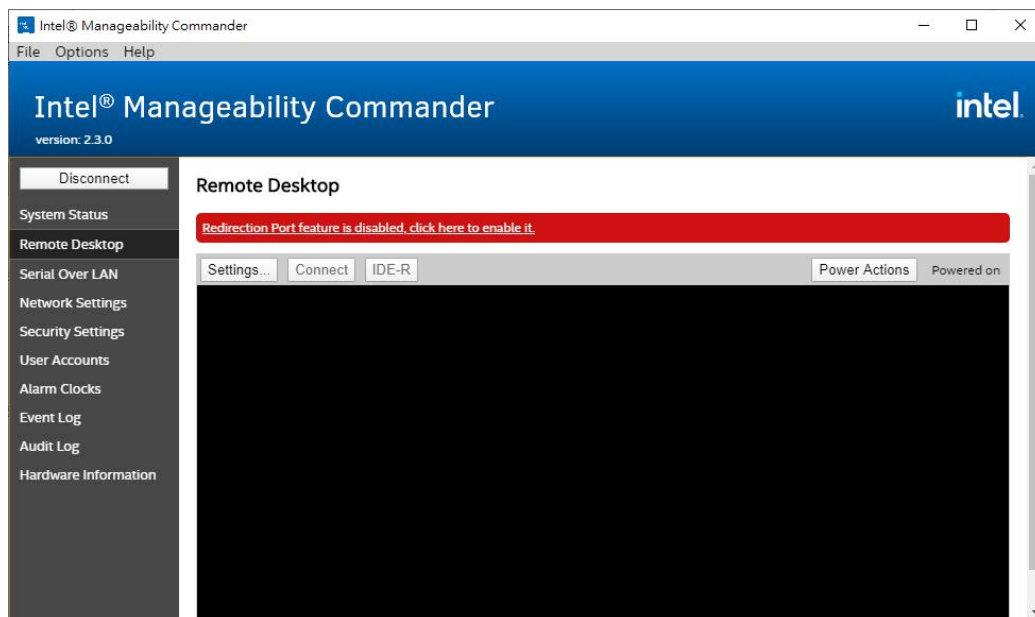 Intel® Manageability Commander
File Options Help
Intel® Manageability Commander
intel.
version: 2.3.0
Disconnect
System Status
Remote Desktop
Serial Over LAN
Network Settings
Security Settings
User Accounts
Alarm Clocks
Event Log
Audit Log
Hardware Information
Remote Desktop
Redirection Port feature is disabled, click here to enable it.
Settings... Connect IDE-R Power Actions Powered on